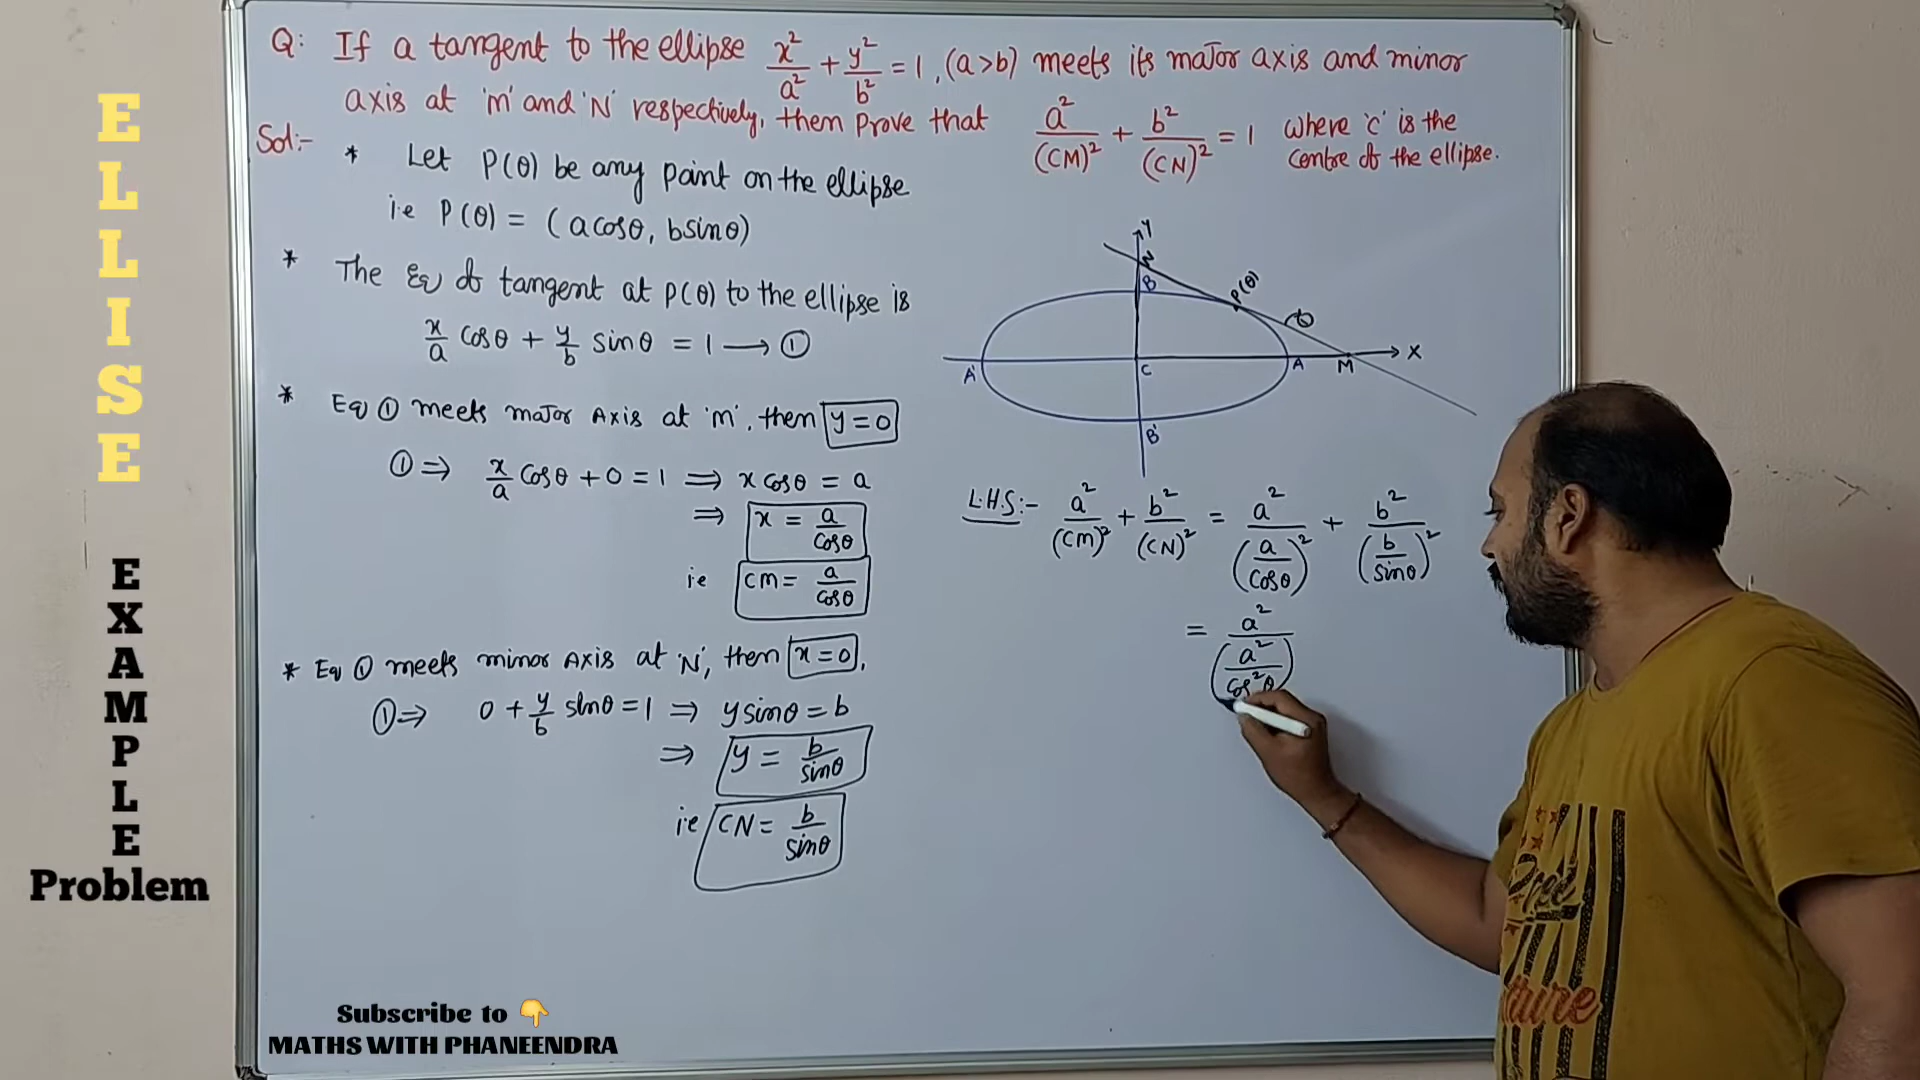 ELLISE
EXAMPLE
Problem
Q: If a tangent to the ellipse x²/a² + y²/b² = 1, (a>b) meets its major axis and minor
axis at 'M' and 'N' respectively, then Prove that a²/(CM)² + b²/(CN)² = 1 where 'c' is the
centre of the ellipse.
Sol:-
* Let P(θ) be any point on the ellipse
i.e P(θ) = (a cosθ, b sinθ)
* The Eq of tangent at P(θ) to the ellipse is
x/a cosθ + y/b sinθ = 1 → ①
* Eq ① meets major Axis at 'M', then y = 0
① ⇒ x/a cosθ + 0 = 1 ⇒ x cosθ = a
⇒ x = a/cosθ
i.e CM = a/cosθ
* Eq ① meets minor Axis at 'N', then x = 0,
① ⇒ 0 + y/b sinθ = 1 ⇒ y sinθ = b
⇒ y = b/sinθ
i.e CN = b/sinθ
Y
N
B
P(θ)
A'
C
A
M
X
B'
L.H.S:- a²/(CM)² + b²/(CN)² = a²/(a/cosθ)² + b²/(b/sinθ)²
= a²/(a²/cos²θ)
Subscribe to 👇
MATHS WITH PHANEENDRA